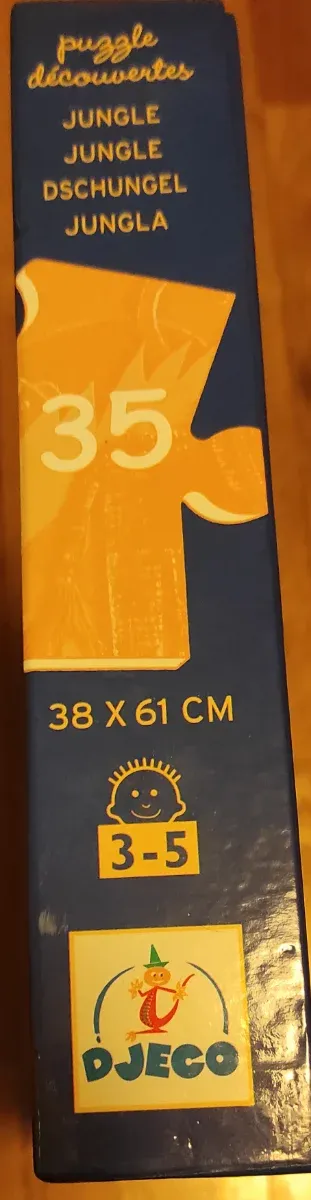 puzzle
découvertes
JUNGLE
JUNGLE
DSCHUNGEL
JUNGLA
35
38 X 61 CM
3-5
DJECO